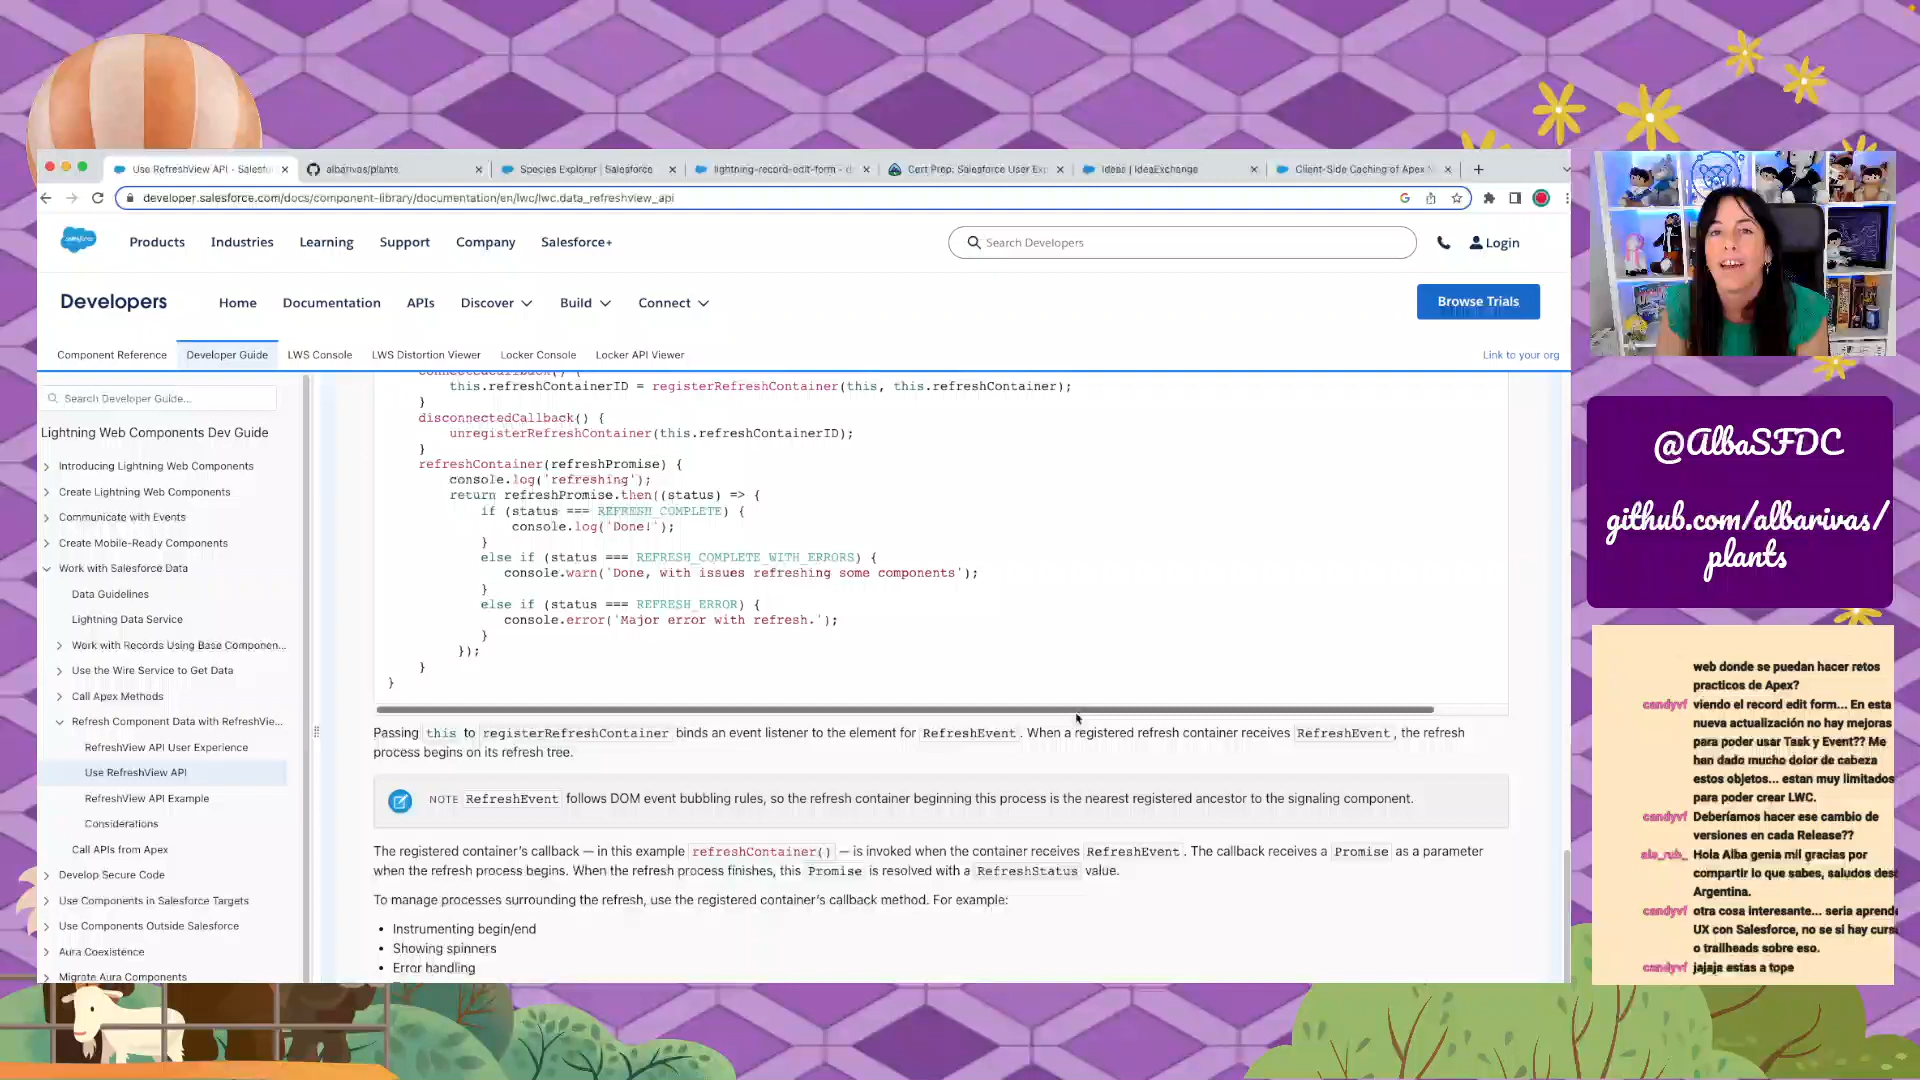 Use RefreshView API - Salesfo
albarivas/plants
Species Explorer | Salesforce
lightning-record-edit-form - d
Cert Prep: Salesforce User Exp
Ideas | IdeaExchange
Client-Side Caching of Apex M
developer.salesforce.com/docs/component-library/documentation/en/lwc/lwc.data_refreshview_api
salesforce
Products
Industries
Learning
Support
Company
Salesforce+
Search Developers
Login
Developers
Home
Documentation
APIs
Discover
Build
Connect
Browse Trials
Component Reference
Developer Guide
LWS Console
LWS Distortion Viewer
Locker Console
Locker API Viewer
Link to your org
Search Developer Guide...
Lightning Web Components Dev Guide
Introducing Lightning Web Components
Create Lightning Web Components
Communicate with Events
Create Mobile-Ready Components
Work with Salesforce Data
Data Guidelines
Lightning Data Service
Work with Records Using Base Componen...
Use the Wire Service to Get Data
Call Apex Methods
Refresh Component Data with RefreshVie...
RefreshView API User Experience
Use RefreshView API
RefreshView API Example
Considerations
Call APIs from Apex
Develop Secure Code
Use Components in Salesforce Targets
Use Components Outside Salesforce
Aura Coexistence
Migrate Aura Components
connectedCallback() {
this.refreshContainerID = registerRefreshContainer(this, this.refreshContainer);
}
disconnectedCallback() {
unregisterRefreshContainer(this.refreshContainerID);
}
refreshContainer(refreshPromise) {
console.log('refreshing');
return refreshPromise.then((status) => {
if (status === REFRESH_COMPLETE) {
console.log('Done!');
}
else if (status === REFRESH_COMPLETE_WITH_ERRORS) {
console.warn('Done, with issues refreshing some components');
}
else if (status === REFRESH_ERROR) {
console.error('Major error with refresh.');
}
});
}
}
Passing this to registerRefreshContainer binds an event listener to the element for RefreshEvent. When a registered refresh container receives RefreshEvent, the refresh
process begins on its refresh tree.
NOTE RefreshEvent follows DOM event bubbling rules, so the refresh container beginning this process is the nearest registered ancestor to the signaling component.
The registered container's callback — in this example refreshContainer() — is invoked when the container receives RefreshEvent. The callback receives a Promise as a parameter
when the refresh process begins. When the refresh process finishes, this Promise is resolved with a RefreshStatus value.
To manage processes surrounding the refresh, use the registered container's callback method. For example:
• Instrumenting begin/end
• Showing spinners
• Error handling
@AlbaSFDC
github.com/albarivas/
plants
web donde se puedan hacer retos
practicos de Apex?
candyvf viendo el record edit form... En esta
nueva actualización no hay mejoras
para poder usar Task y Event?? Me
han dado mucho dolor de cabeza
estos objetos... estan muy limitados
para poder crear LWC.
candyvf Deberíamos hacer ese cambio de
versiones en cada Release??
ale_rub_ Hola Alba genia mil gracias por
compartir lo que sabes, saludos des
Argentina.
candyvf otra cosa interesante... seria aprend
UX con Salesforce, no se si hay curs
o trailheads sobre eso.
candyvf jajaja estas a tope